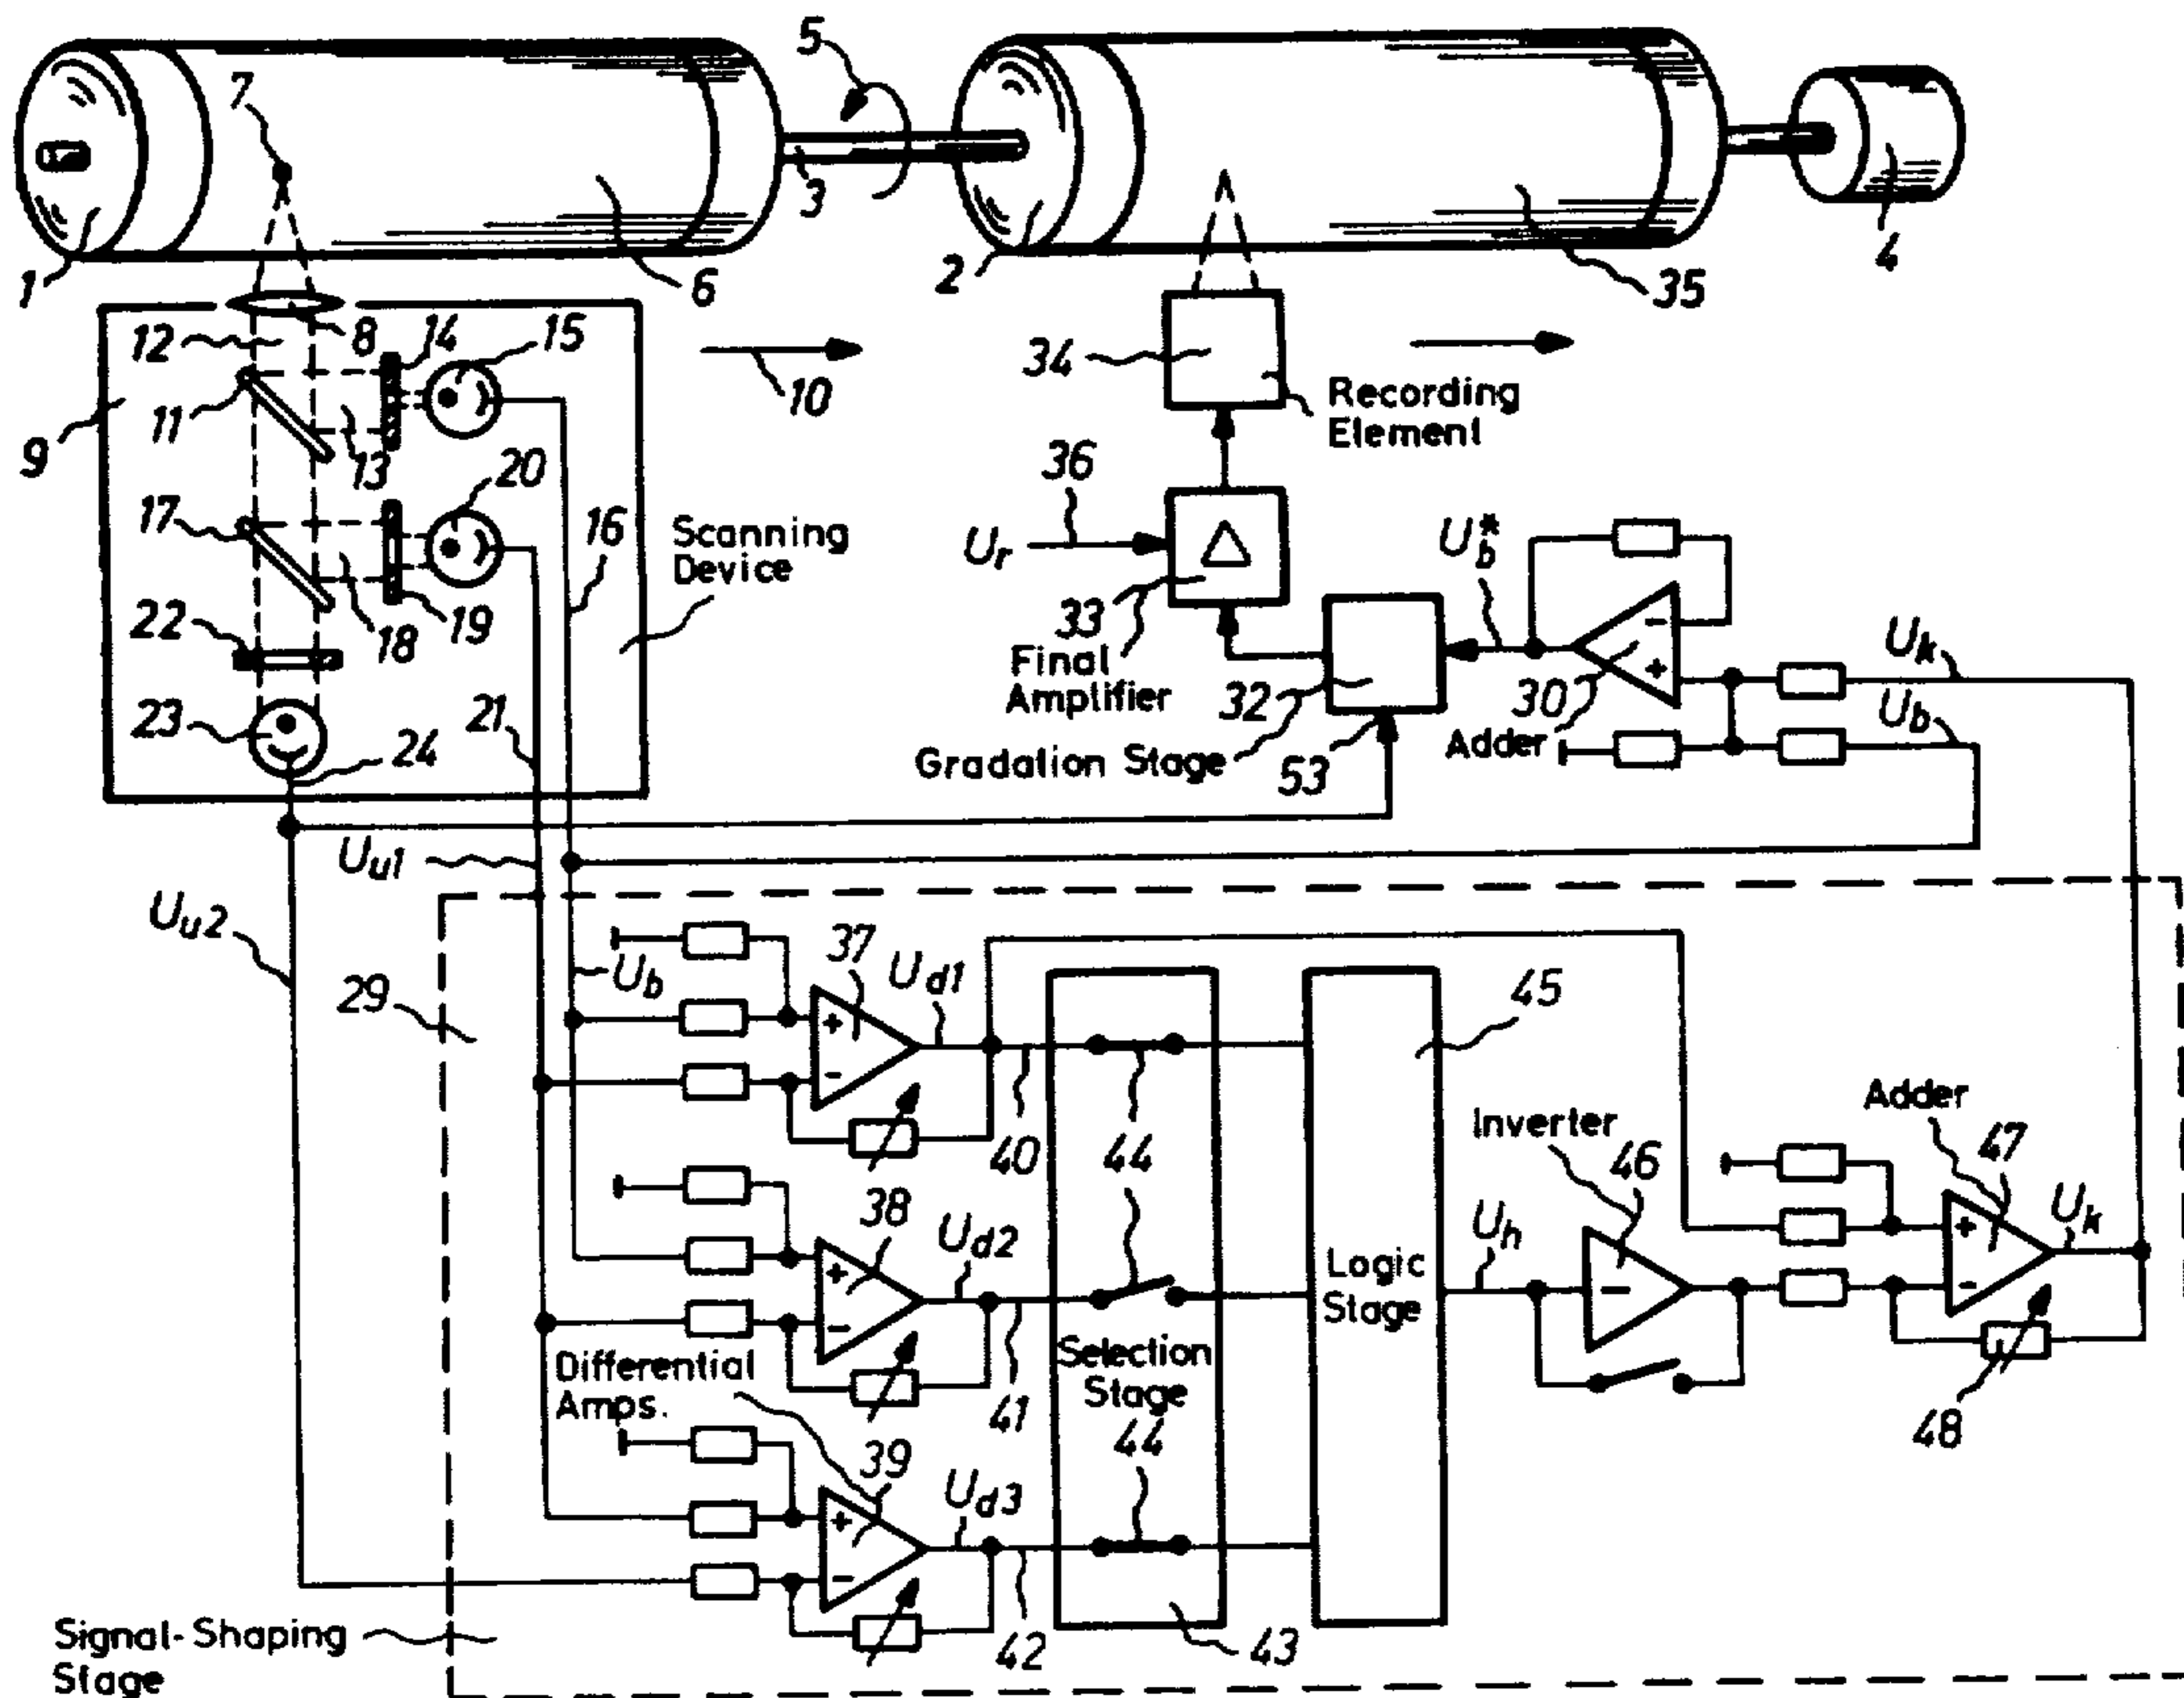 5
7
3
1
6
2
4
35
12
8
14
15
10
34
Recording
Element
11
9
13
36
17
20
16
Scanning
Device
U_r
U_b*
22
18
19
33
Final
Amplifier
32
30
U_k
23
21
Gradation Stage
53
Adder
U_b
24
U_u1
U_u2
29
U_b
37
U_d1
45
40
44
Inverter
46
Adder
47
38
U_d2
U_h
U_k
Logic
Stage
Differential
Amps.
41
Selection
Stage
44
48
39
U_d3
44
Signal-Shaping
Stage
42
43